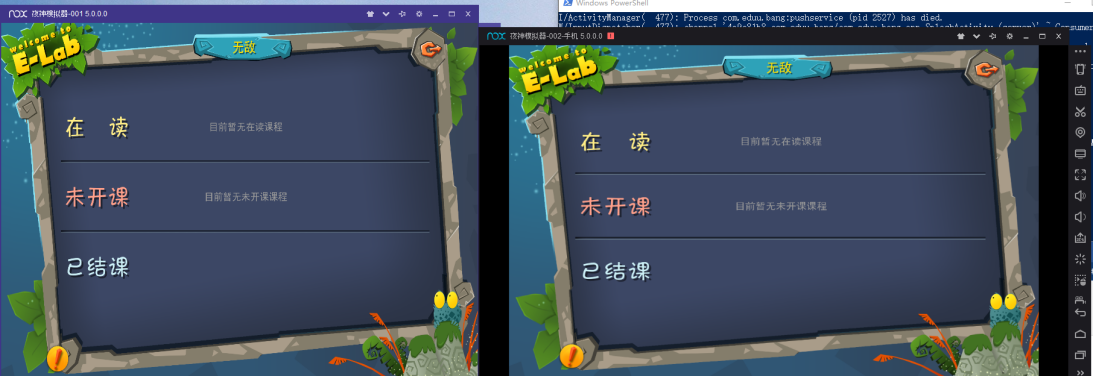 Windows PowerShell
I/ActivityManager( 477): Process com.eduu.bang:pushservice (pid 2527) has died.
nox 夜神模拟器-001 5.0.0.0
welcome to
E-Lab
无敌
在 读
目前暂无在读课程
未开课
目前暂无未开课课程
已结课
nox 夜神模拟器-002-手机 5.0.0.0
welcome to
E-Lab
无敌
在 读
目前暂无在读课程
未开课
目前暂无未开课课程
已结课